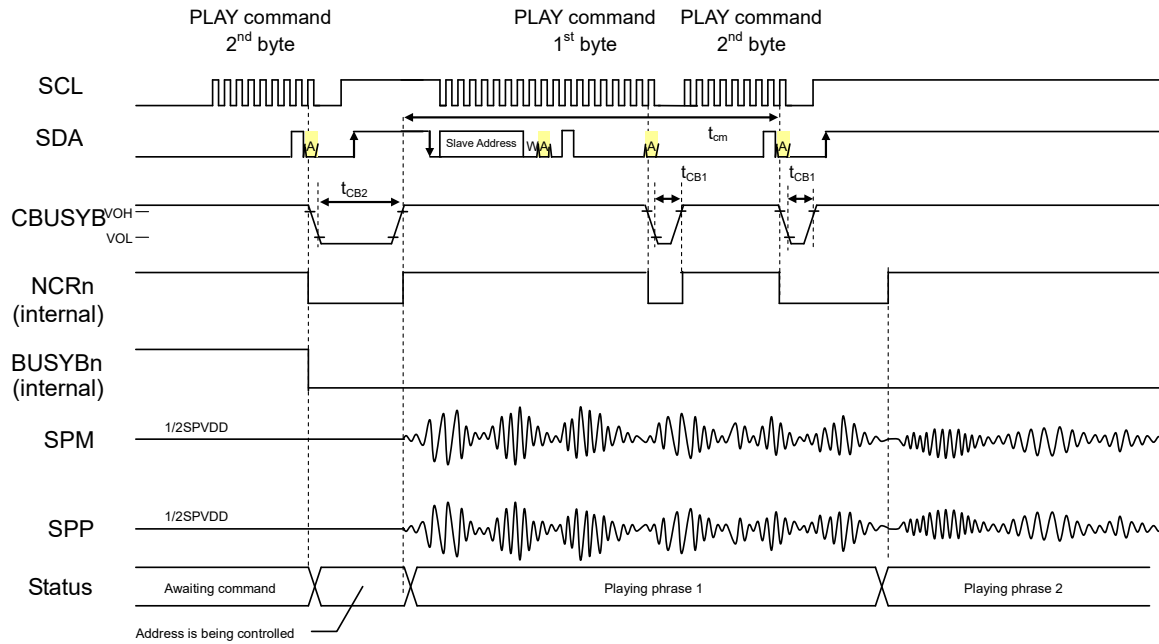 PLAY command
2nd byte
PLAY command
1st byte
PLAY command
2nd byte
SCL
SDA
A
Slave Address
W
A
A
tcm
A
tCB2
tCB1
tCB1
CBUSYB
VOH
VOL
NCRn
(internal)
BUSYBn
(internal)
SPM
1/2SPVDD
SPP
1/2SPVDD
Status
Awaiting command
Playing phrase 1
Playing phrase 2
Address is being controlled